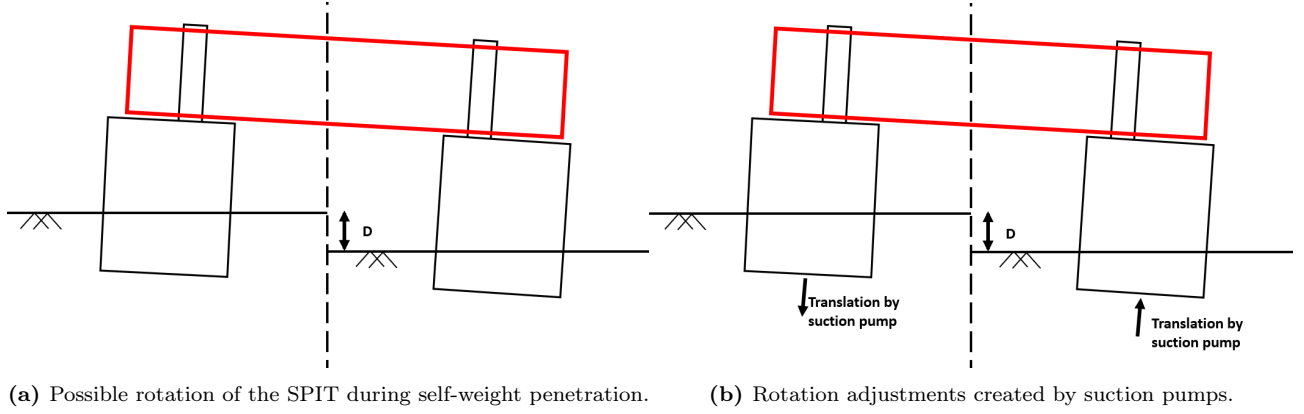 D
D
Translation by
suction pump
Translation by
suction pump
(a) Possible rotation of the SPIT during self-weight penetration.
(b) Rotation adjustments created by suction pumps.